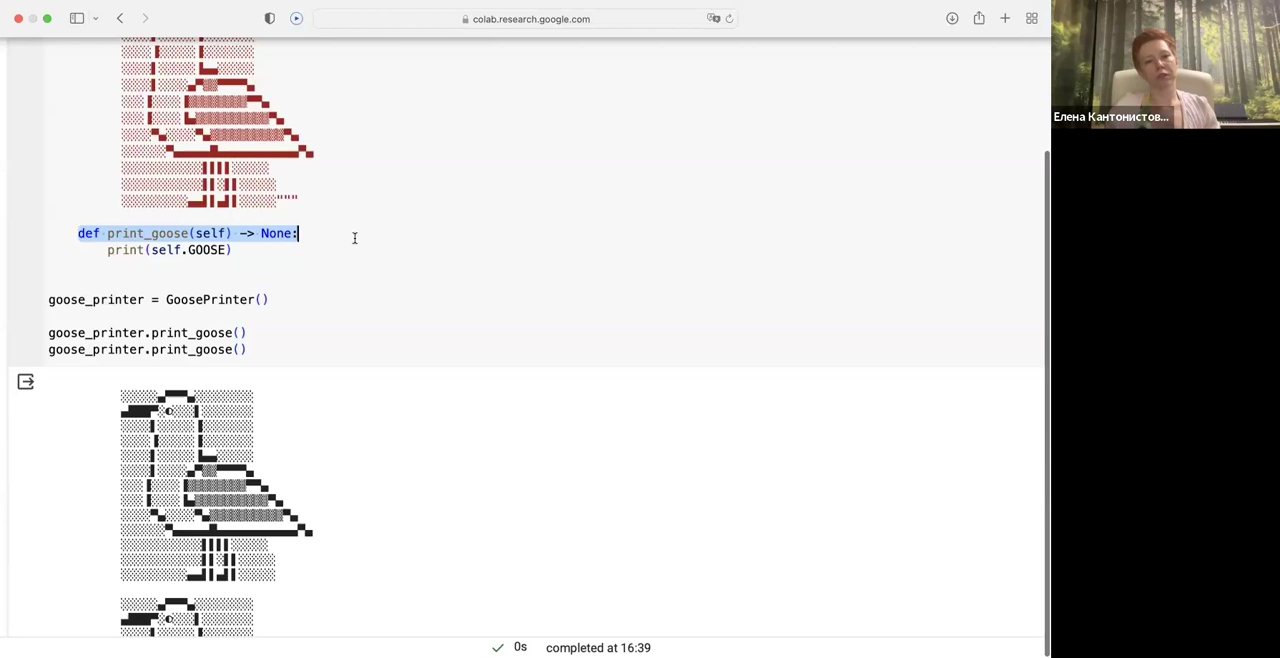 colab.research.google.com
Елена Кантонистов...
"""
def print_goose(self) -> None:
print(self.GOOSE)
goose_printer = GoosePrinter()
goose_printer.print_goose()
goose_printer.print_goose()
0s completed at 16:39